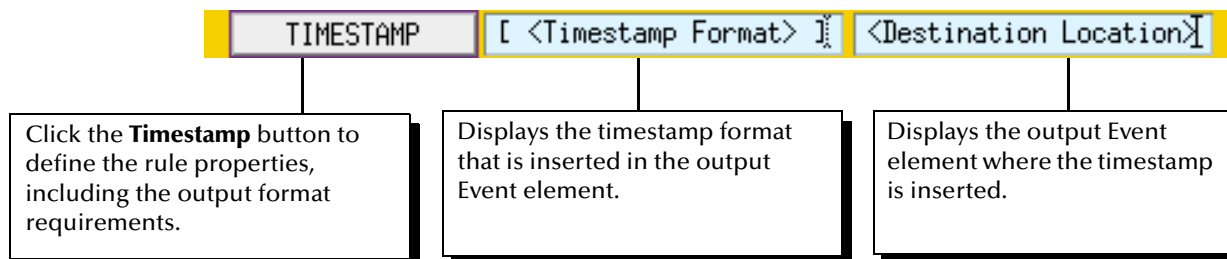 TIMESTAMP [ <Timestamp Format> ] <Destination Location>
Click the Timestamp button to
define the rule properties,
including the output format
requirements.
Displays the timestamp format
that is inserted in the output
Event element.
Displays the output Event
element where the timestamp
is inserted.